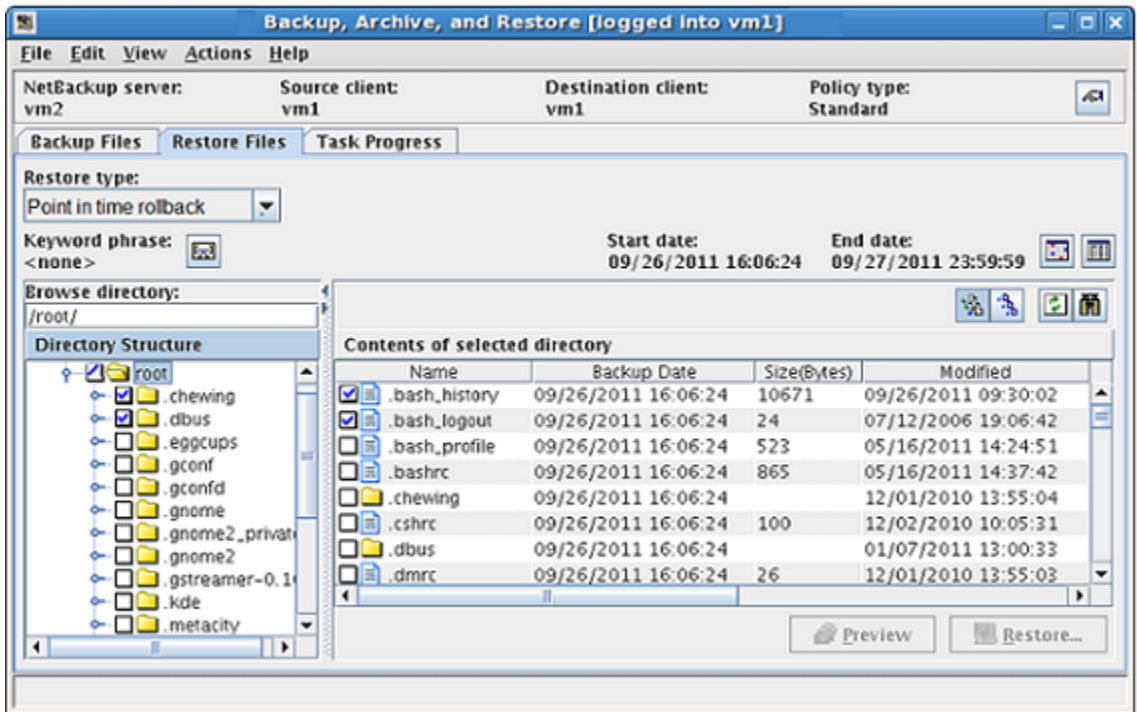 Backup, Archive, and Restore [logged into vm1]
File Edit View Actions Help
NetBackup server: Source client: Destination client: Policy type:
vm2 vm1 vm1 Standard
Backup Files Restore Files Task Progress
Restore type:
Point in time rollback
Keyword phrase: Start date: End date:
<none> 09/26/2011 16:06:24 09/27/2011 23:59:59
Browse directory:
/root/
Directory Structure
root
.chewing
.dbus
.eggcups
.gconf
.gconfd
.gnome
.gnome2_privat
.gnome2
.gstreamer-0.1
.kde
.metacity
Contents of selected directory
Name Backup Date Size(Bytes) Modified
.bash_history 09/26/2011 16:06:24 10671 09/26/2011 09:30:02
.bash_logout 09/26/2011 16:06:24 24 07/12/2006 19:06:42
.bash_profile 09/26/2011 16:06:24 523 05/16/2011 14:24:51
.bashrc 09/26/2011 16:06:24 865 05/16/2011 14:37:42
.chewing 09/26/2011 16:06:24 12/01/2010 13:55:04
.cshrc 09/26/2011 16:06:24 100 12/02/2010 10:05:31
.dbus 09/26/2011 16:06:24 01/07/2011 13:00:33
.dmrc 09/26/2011 16:06:24 26 12/01/2010 13:55:03
Preview Restore...